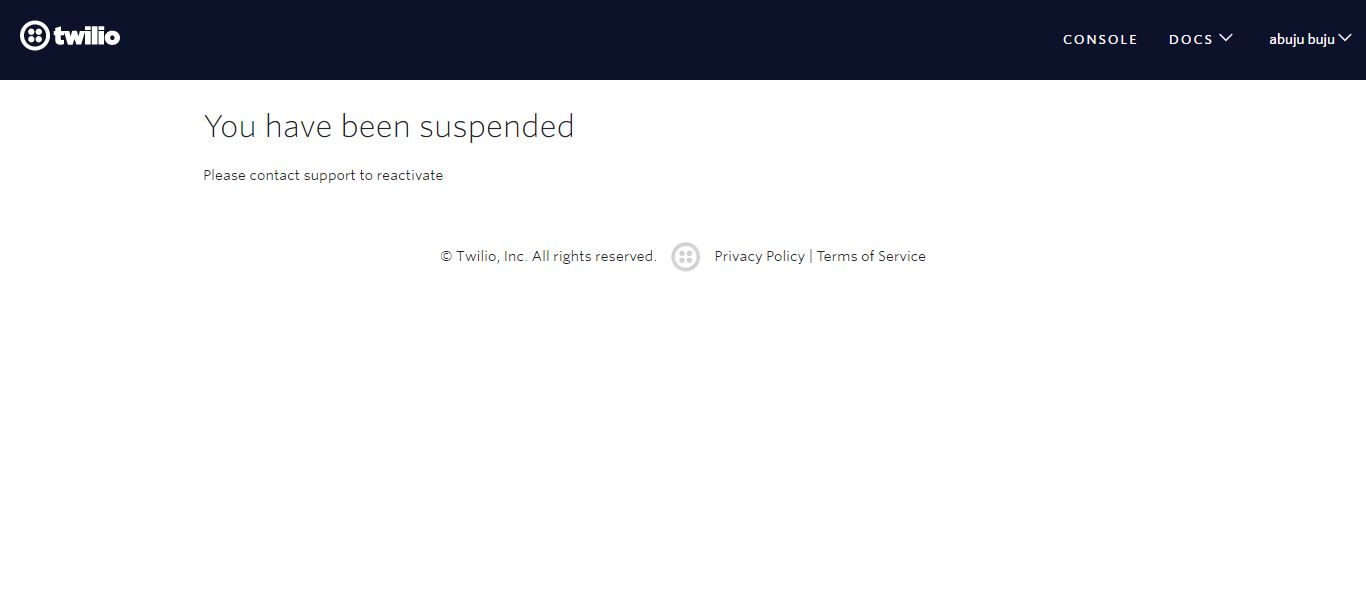 twilio
CONSOLE DOCS abuju buju
You have been suspended
Please contact support to reactivate
© Twilio, Inc. All rights reserved. Privacy Policy | Terms of Service